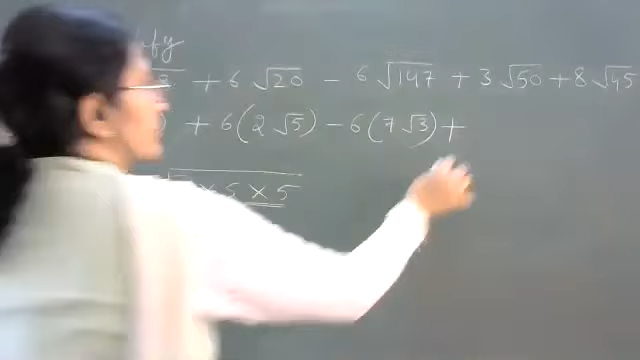 + 6 √20 - 6 √147 + 3 √50 + 8 √45
+ 6(2 √5) - 6(7 √3) +
× 5 × 5